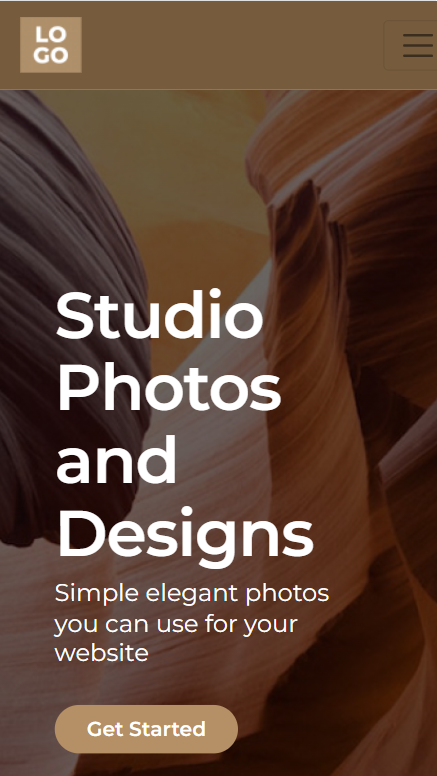 LO
GO
Studio
Photos
and
Designs
Simple elegant photos
you can use for your
website
Get Started